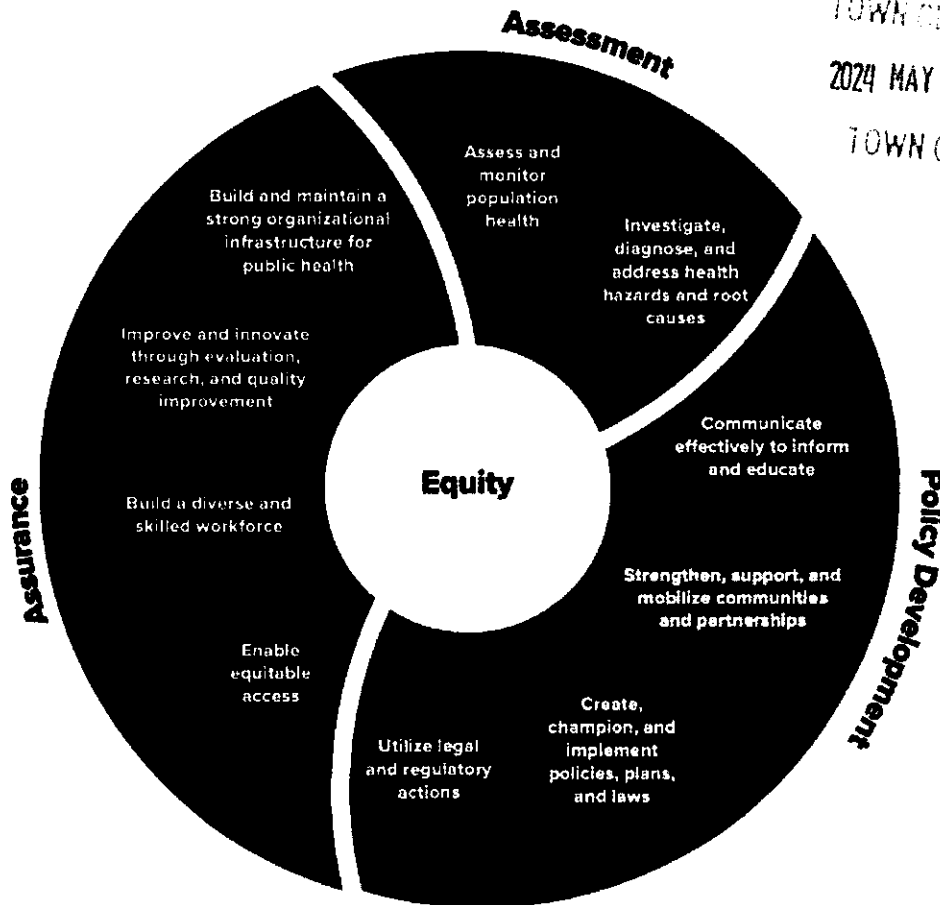 Assessment
TOWN
2024 MAY
TOWN
Assess and
monitor
population
health
Investigate,
diagnose, and
address health
hazards and root
causes
Policy Development
Communicate
effectively to inform
and educate
Strengthen, support, and
mobilize communities
and partnerships
Create,
champion, and
implement
policies, plans,
and laws
Utilize legal
and regulatory
actions
Assurance
Enable
equitable
access
Build a diverse and
skilled workforce
Improve and innovate
through evaluation,
research, and quality
improvement
Build and maintain a
strong organizational
infrastructure for
public health
Equity